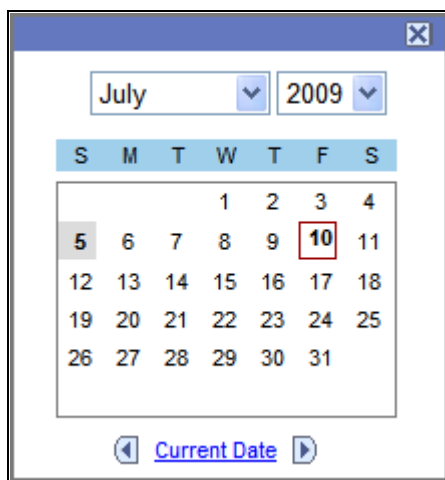 July 2009
S M T W T F S
1 2 3 4
5 6 7 8 9 10 11
12 13 14 15 16 17 18
19 20 21 22 23 24 25
26 27 28 29 30 31
Current Date